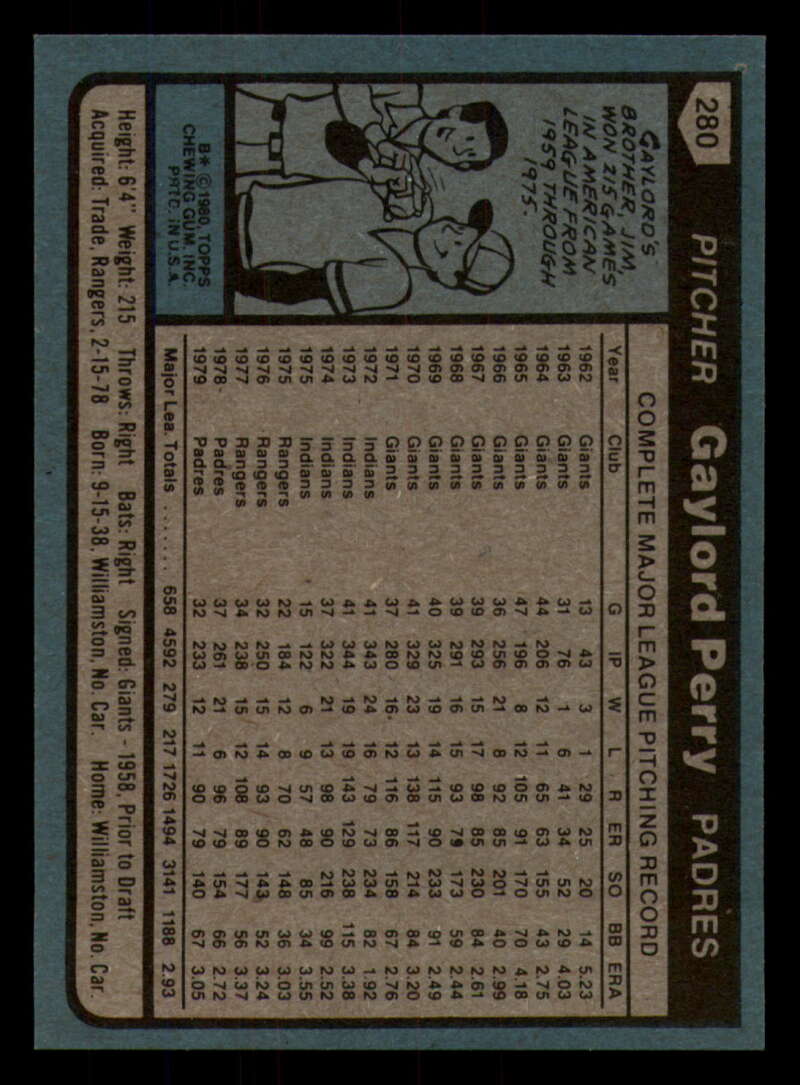 280 PITCHER Gaylord Perry PADRES
GAYLORD'S
BROTHER, JIM,
WON 215 GAMES
IN AMERICAN
LEAGUE FROM
1959 THROUGH
1975.
B* © 1980, TOPPS
CHEWING GUM, INC.
PRTD. IN U.S.A.
COMPLETE MAJOR LEAGUE PITCHING RECORD
Year Club G IP W L R ER SO BB ERA
1962 Giants 13 43 3 1 29 25 20 14 5.23
1963 Giants 31 76 1 6 41 34 52 29 4.03
1964 Giants 44 206 12 11 65 63 155 43 2.75
1965 Giants 47 196 8 12 105 91 170 70 4.18
1966 Giants 36 256 21 8 92 85 201 40 2.99
1967 Giants 39 293 15 17 98 85 230 84 2.61
1968 Giants 39 291 16 15 93 79 173 59 2.44
1969 Giants 40 325 19 14 115 90 233 91 2.49
1970 Giants 41 329 23 13 138 117 214 84 3.20
1971 Giants 37 280 16 12 116 86 158 67 2.76
1972 Indians 41 343 24 16 79 73 234 82 1.92
1973 Indians 41 344 19 19 143 129 238 115 3.38
1974 Indians 37 322 21 13 98 90 216 99 2.52
1975 Indians 15 122 6 9 57 48 85 34 3.55
1975 Rangers 22 184 12 8 70 62 148 36 3.03
1976 Rangers 32 250 15 14 93 90 143 52 3.24
1977 Rangers 34 238 15 12 108 89 177 56 3.37
1978 Padres 37 261 21 6 96 79 154 66 2.72
1979 Padres 32 233 12 11 90 79 140 67 3.05
Major Lea. Totals ....... 658 4592 279 217 1726 1494 3141 1188 2.93
Height: 6'4" Weight: 215 Throws: Right Bats: Right Signed: Giants - 1958, Prior to Draft
Acquired: Trade, Rangers, 2-15-78 Born: 9-15-38, Williamston, No. Car. Home: Williamston, No. Car.